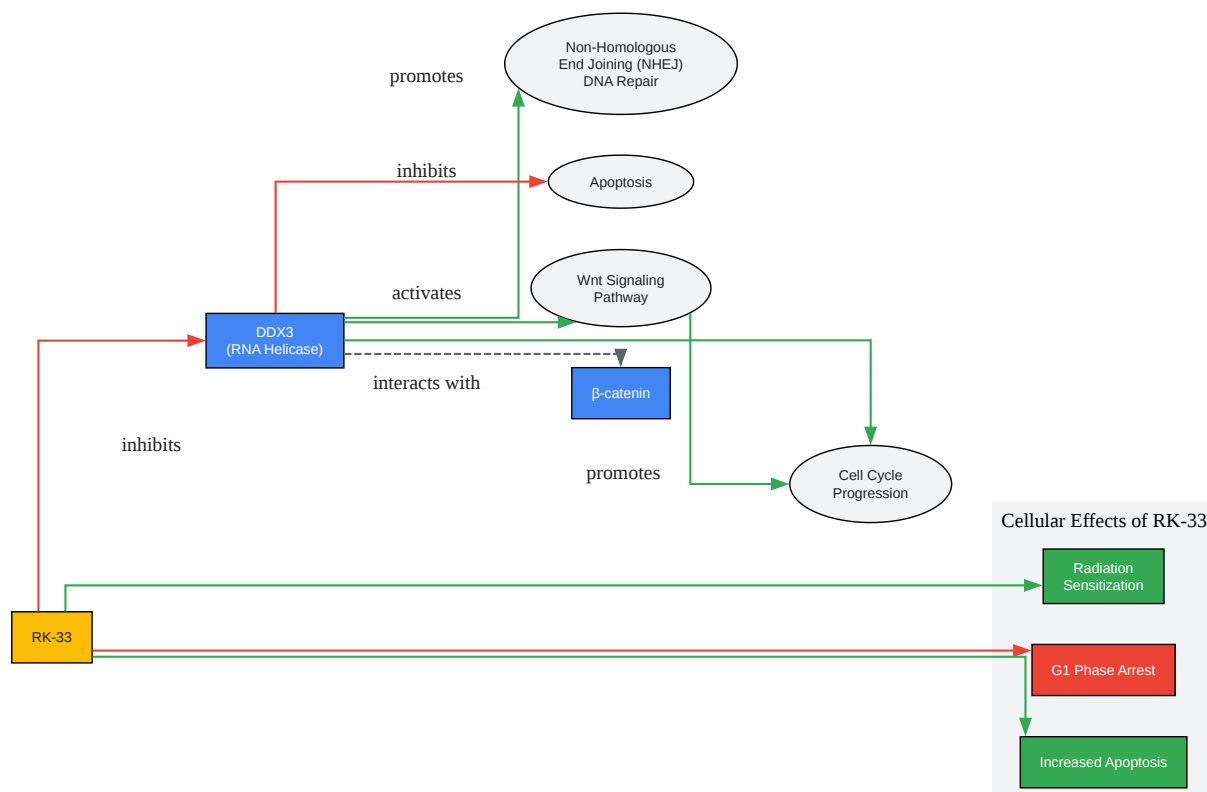 Non-Homologous
End Joining (NHEJ)
DNA Repair
promotes
inhibits
Apoptosis
Wnt Signaling
Pathway
activates
DDX3
(RNA Helicase)
interacts with
β-catenin
inhibits
promotes
Cell Cycle
Progression
Cellular Effects of RK-33
Radiation
Sensitization
RK-33
G1 Phase Arrest
Increased Apoptosis